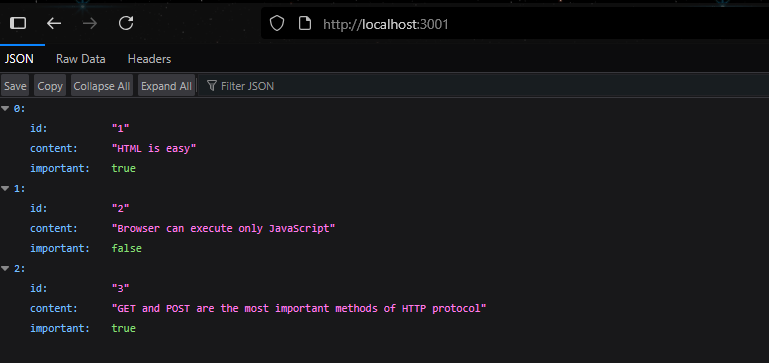 http://localhost:3001
JSON Raw Data Headers
Save Copy Collapse All Expand All Filter JSON
0:
id: "1"
content: "HTML is easy"
important: true
1:
id: "2"
content: "Browser can execute only JavaScript"
important: false
2:
id: "3"
content: "GET and POST are the most important methods of HTTP protocol"
important: true